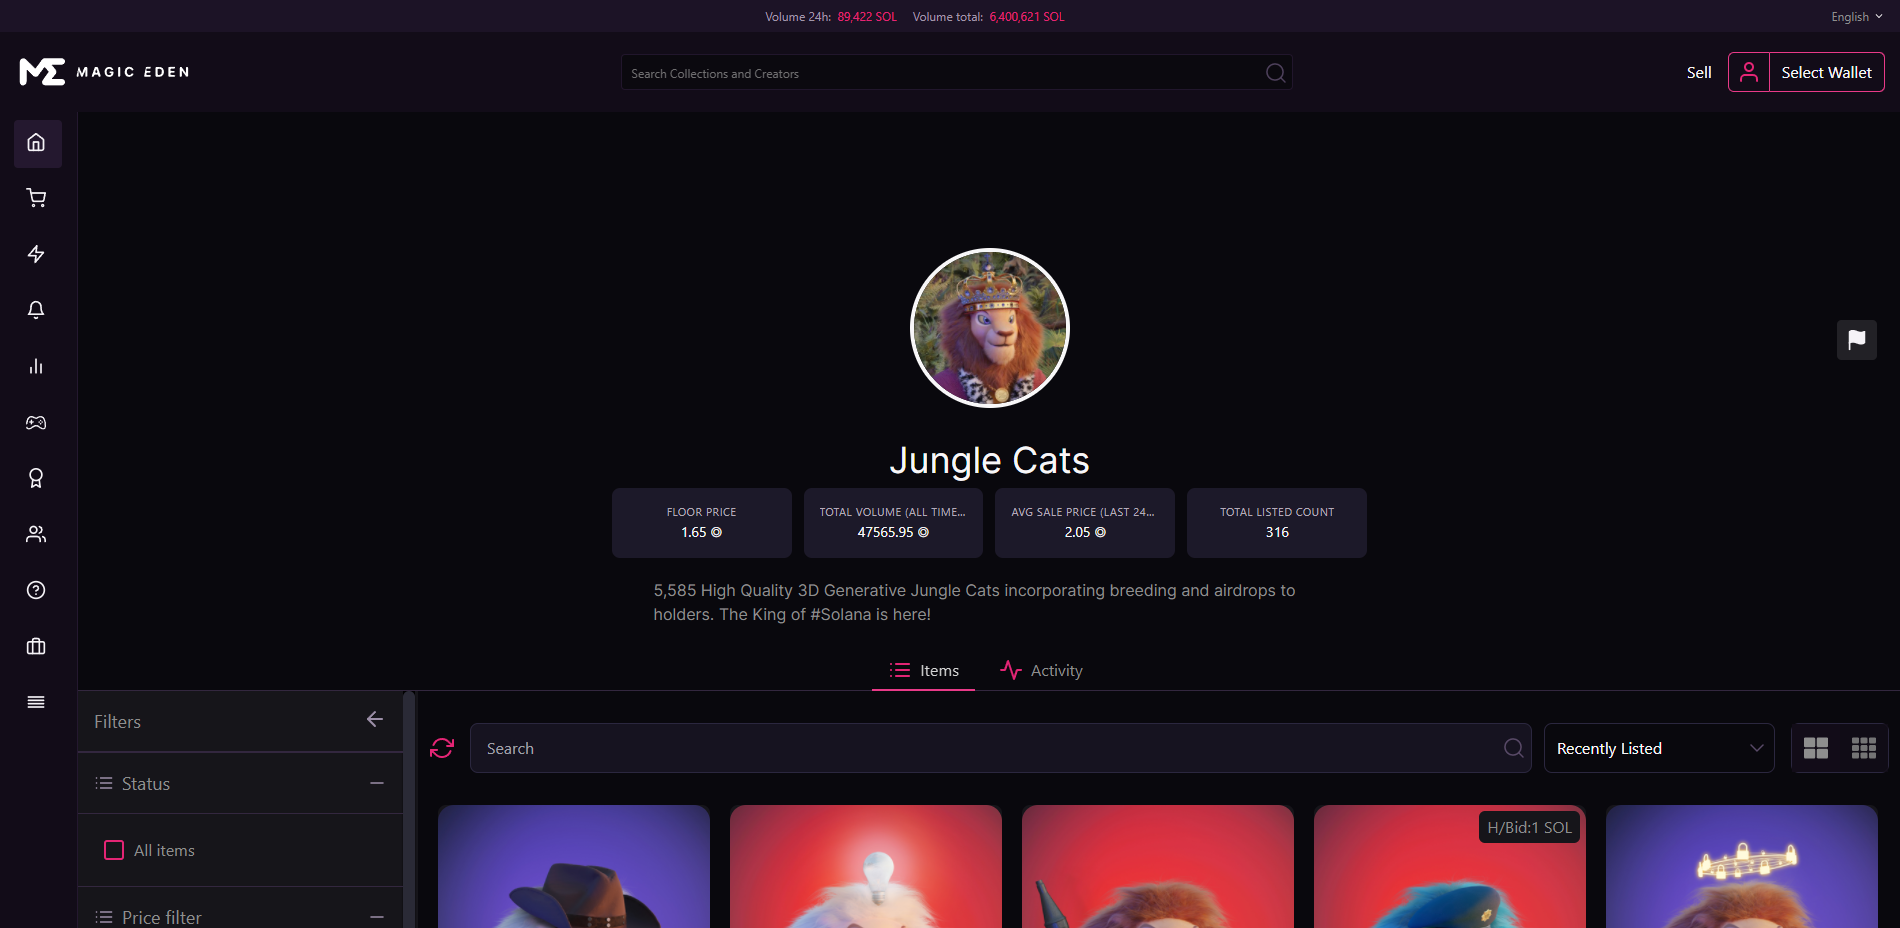 Volume 24h: 89,422 SOL Volume total: 6,400,621 SOL
English
MAGIC EDEN
Search Collections and Creators
Sell
Select Wallet
Jungle Cats
FLOOR PRICE
1.65
TOTAL VOLUME (ALL TIME...
47565.95
AVG SALE PRICE (LAST 24...
2.05
TOTAL LISTED COUNT
316
5,585 High Quality 3D Generative Jungle Cats incorporating breeding and airdrops to
holders. The King of #Solana is here!
Items
Activity
Filters
Search
Recently Listed
Status
All items
H/Bid:1 SOL
Price filter